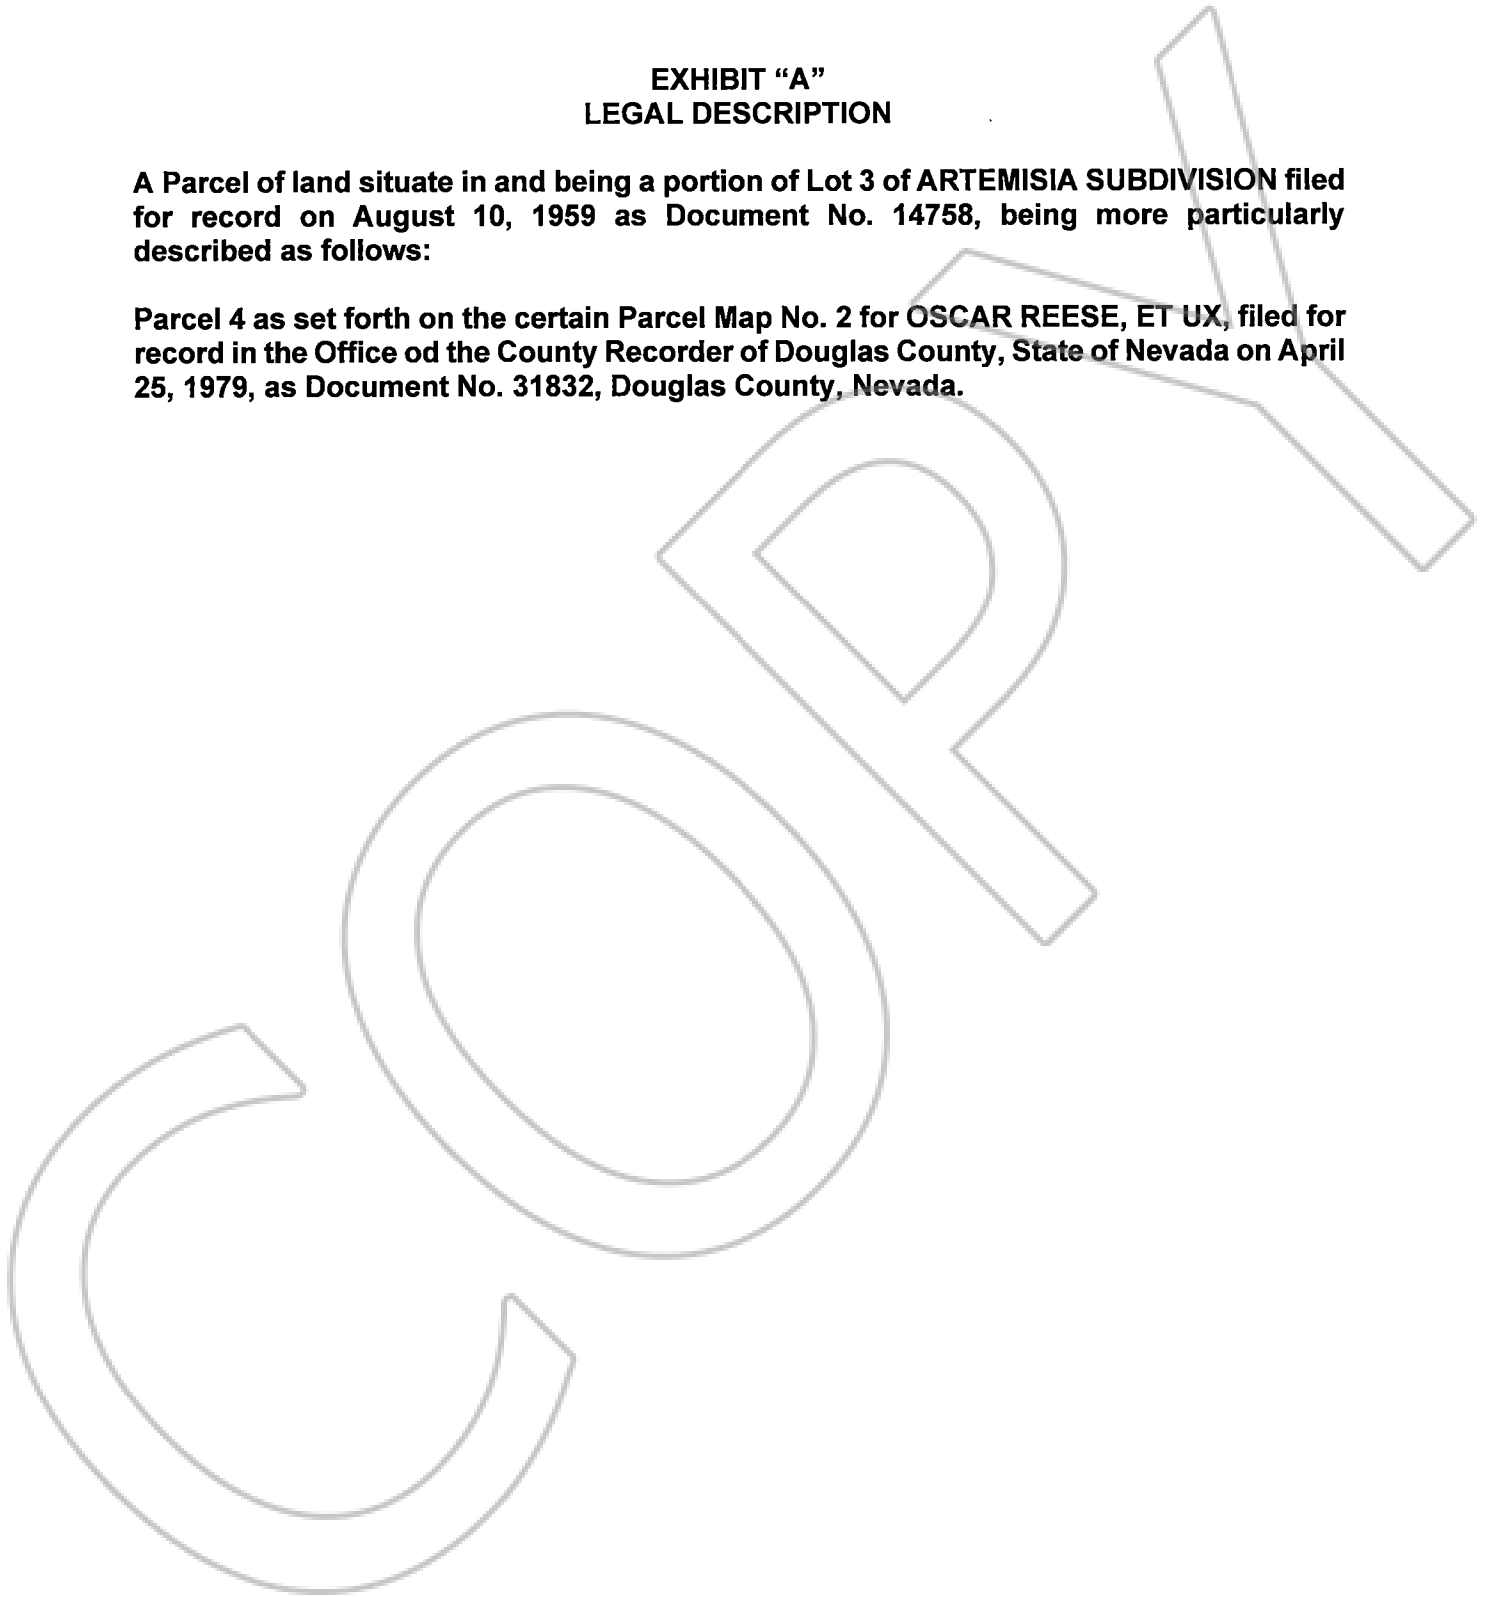 EXHIBIT “A”
LEGAL DESCRIPTION
A Parcel of land situate in and being a portion of Lot 3 of ARTEMISIA SUBDIVISION filed
for record on August 10, 1959 as Document No. 14758, being more particularly
described as follows:
Parcel 4 as set forth on the certain Parcel Map No. 2 for OSCAR REESE, ET UX, filed for
record in the Office od the County Recorder of Douglas County, State of Nevada on April
25, 1979, as Document No. 31832, Douglas County, Nevada.
COPY